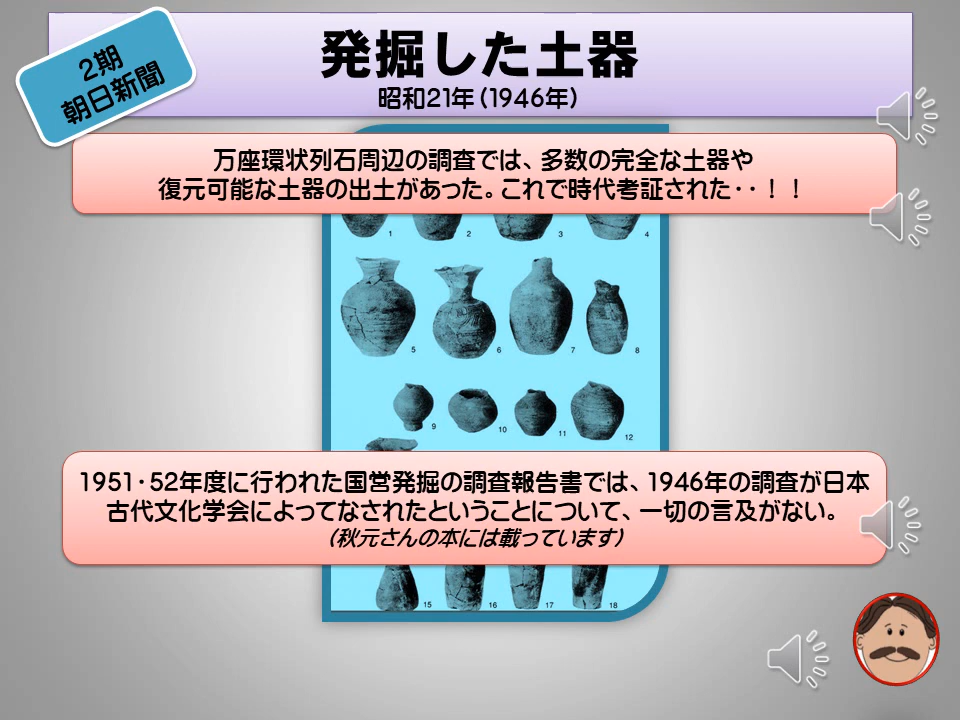 2期
朝日新聞
発掘した土器
昭和21年(1946年)
万座環状列石周辺の調査では、多数の完全な土器や
復元可能な土器の出土があった。これで時代考証された・・！！
1 2 3 4
5 6 7 8
9 10 11 12
1951・52年度に行われた国営発掘の調査報告書では、1946年の調査が日本
古代文化学会によってなされたということについて、一切の言及がない。
(秋元さんの本には載っています)
15 16 17 18